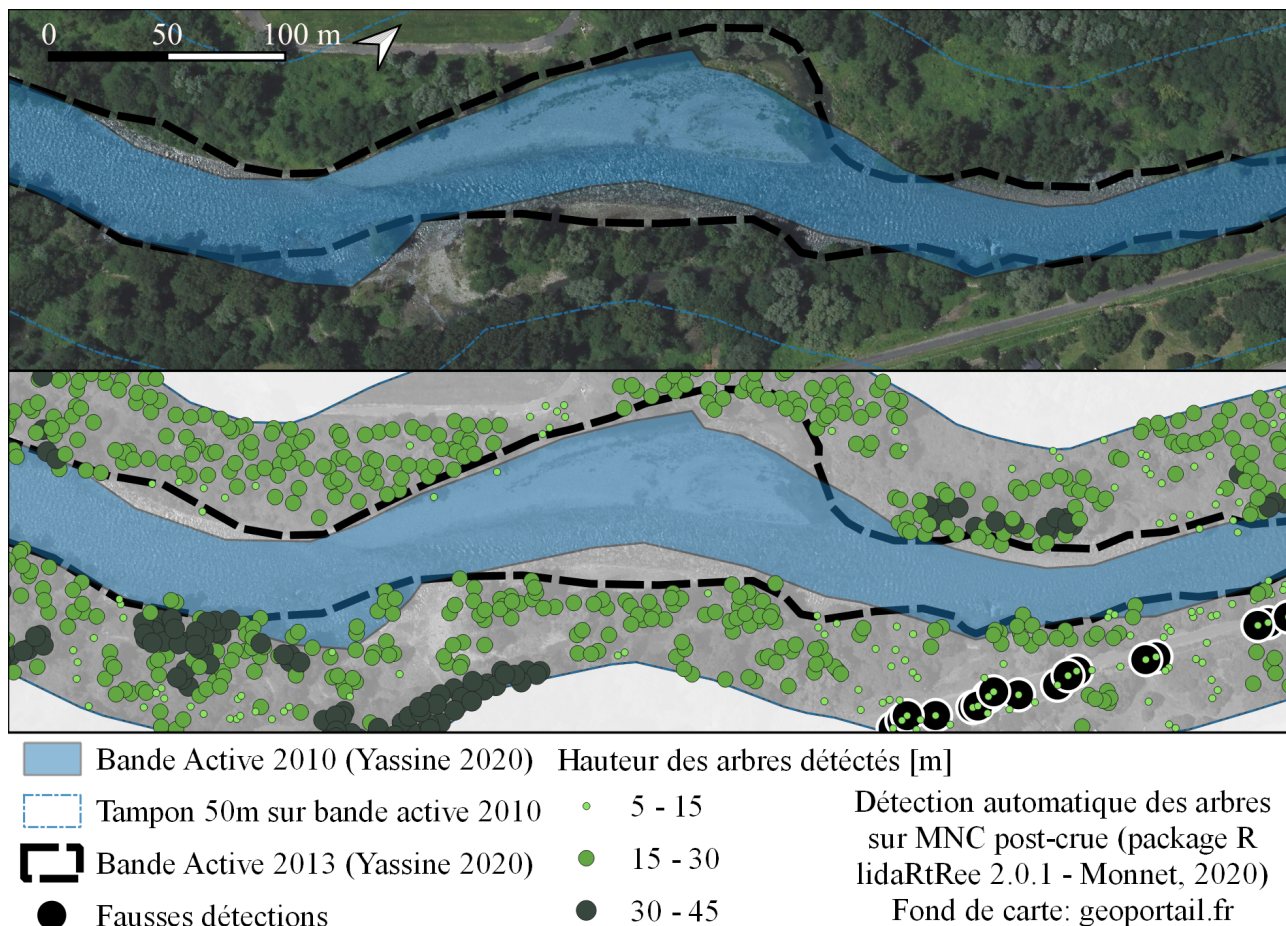 0 50 100 m
Bande Active 2010 (Yassine 2020)
Tampon 50m sur bande active 2010
Bande Active 2013 (Yassine 2020)
Fausses détections
Hauteur des arbres détéctés [m]
5 - 15
15 - 30
30 - 45
Détection automatique des arbres
sur MNC post-crue (package R
lidaRtRee 2.0.1 - Monnet, 2020)
Fond de carte: geoportail.fr